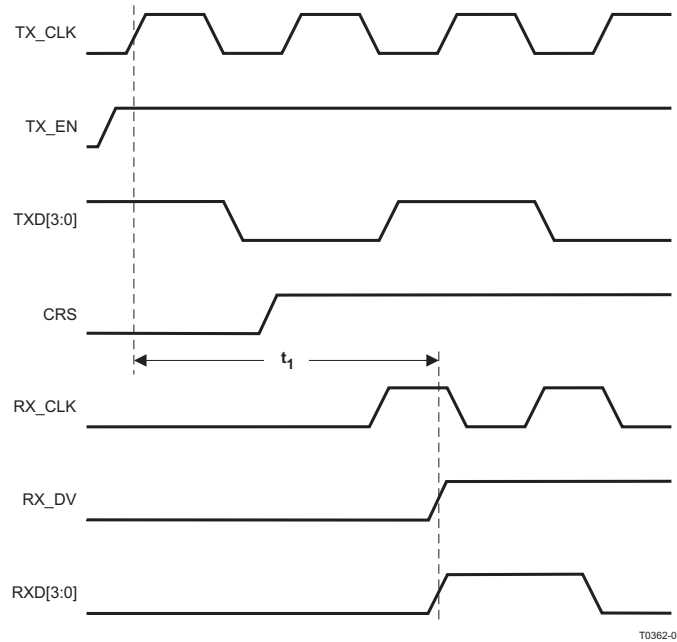 TX_CLK
TX_EN
TXD[3:0]
CRS
t1
RX_CLK
RX_DV
RXD[3:0]
T0362-0